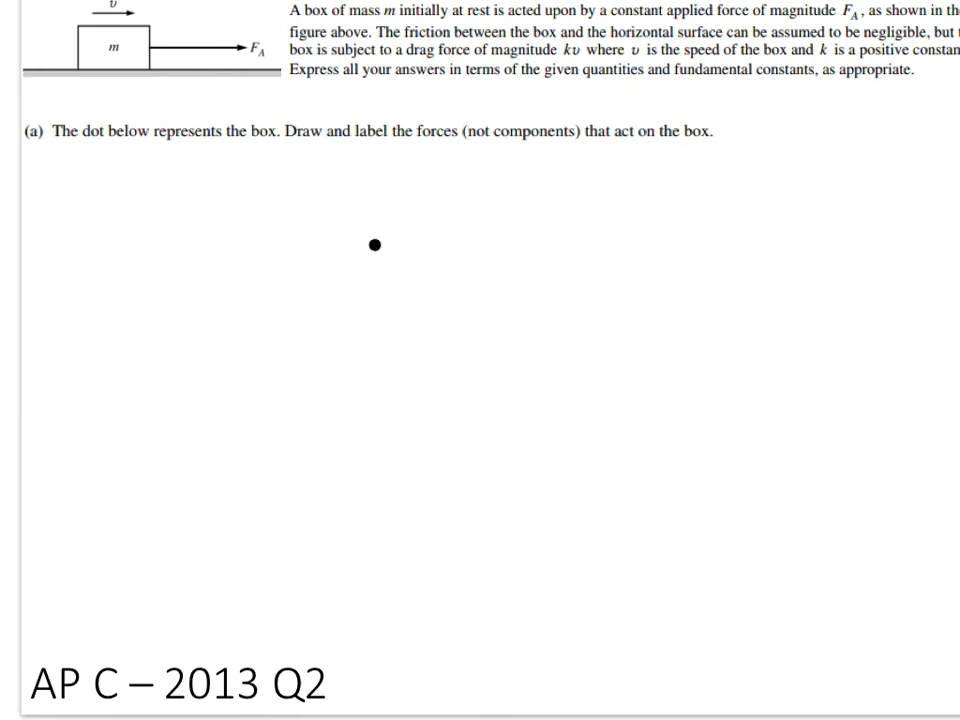 υ
A box of mass m initially at rest is acted upon by a constant applied force of magnitude F_A, as shown in th
figure above. The friction between the box and the horizontal surface can be assumed to be negligible, but
m
F_A
box is subject to a drag force of magnitude kυ where υ is the speed of the box and k is a positive constan
Express all your answers in terms of the given quantities and fundamental constants, as appropriate.
(a) The dot below represents the box. Draw and label the forces (not components) that act on the box.
AP C – 2013 Q2